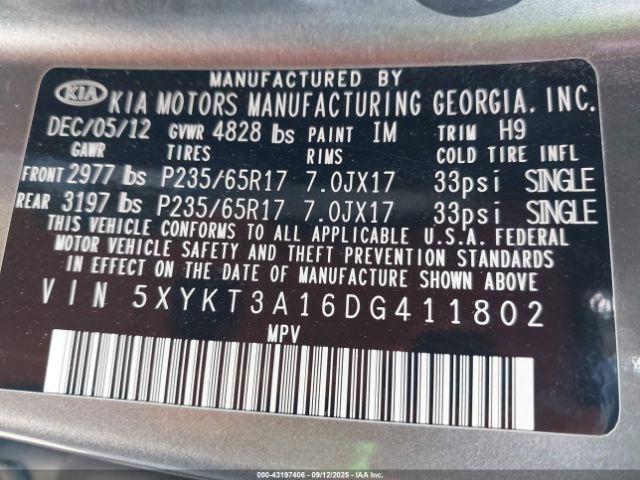 MANUFACTURED BY
KIA KIA MOTORS MANUFACTURING GEORGIA, INC.
DEC/05/12 GVWR 4828 lbs PAINT IM TRIM H9
GAWR TIRES RIMS COLD TIRE INFL
FRONT 2977 lbs P235/65R17 7.0JX17 33psi SINGLE
REAR 3197 lbs P235/65R17 7.0JX17 33psi SINGLE
THIS VEHICLE CONFORMS TO ALL APPLICABLE U.S.A. FEDERAL
MOTOR VEHICLE SAFETY AND THEFT PREVENTION STANDARDS
IN EFFECT ON THE DATE OF MANUFACTURE SHOWN ABOVE
VIN 5XYKT3A16DG411802
MPV
000-43197406 - 09/12/2025 - COPYRIGHT IAA, LLC.